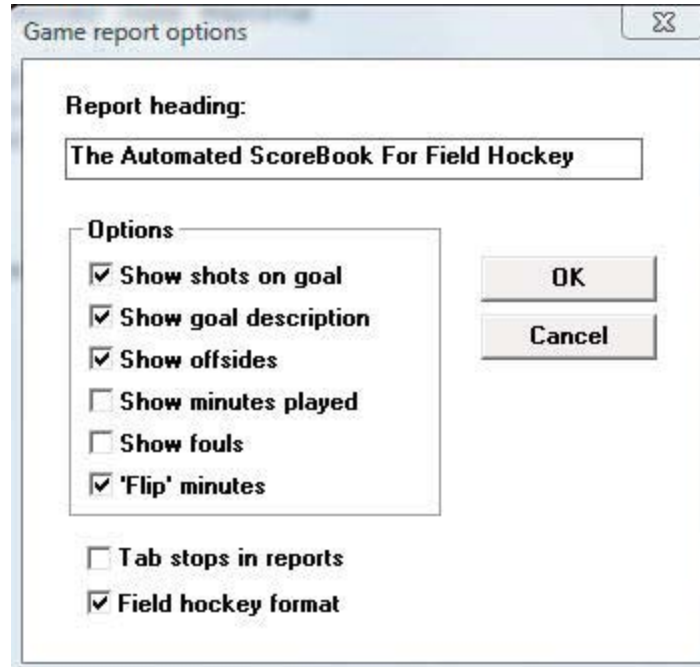 Game report options
Report heading:
The Automated ScoreBook For Field Hockey
Options
Show shots on goal
Show goal description
Show offsides
Show minutes played
Show fouls
'Flip' minutes
OK
Cancel
Tab stops in reports
Field hockey format